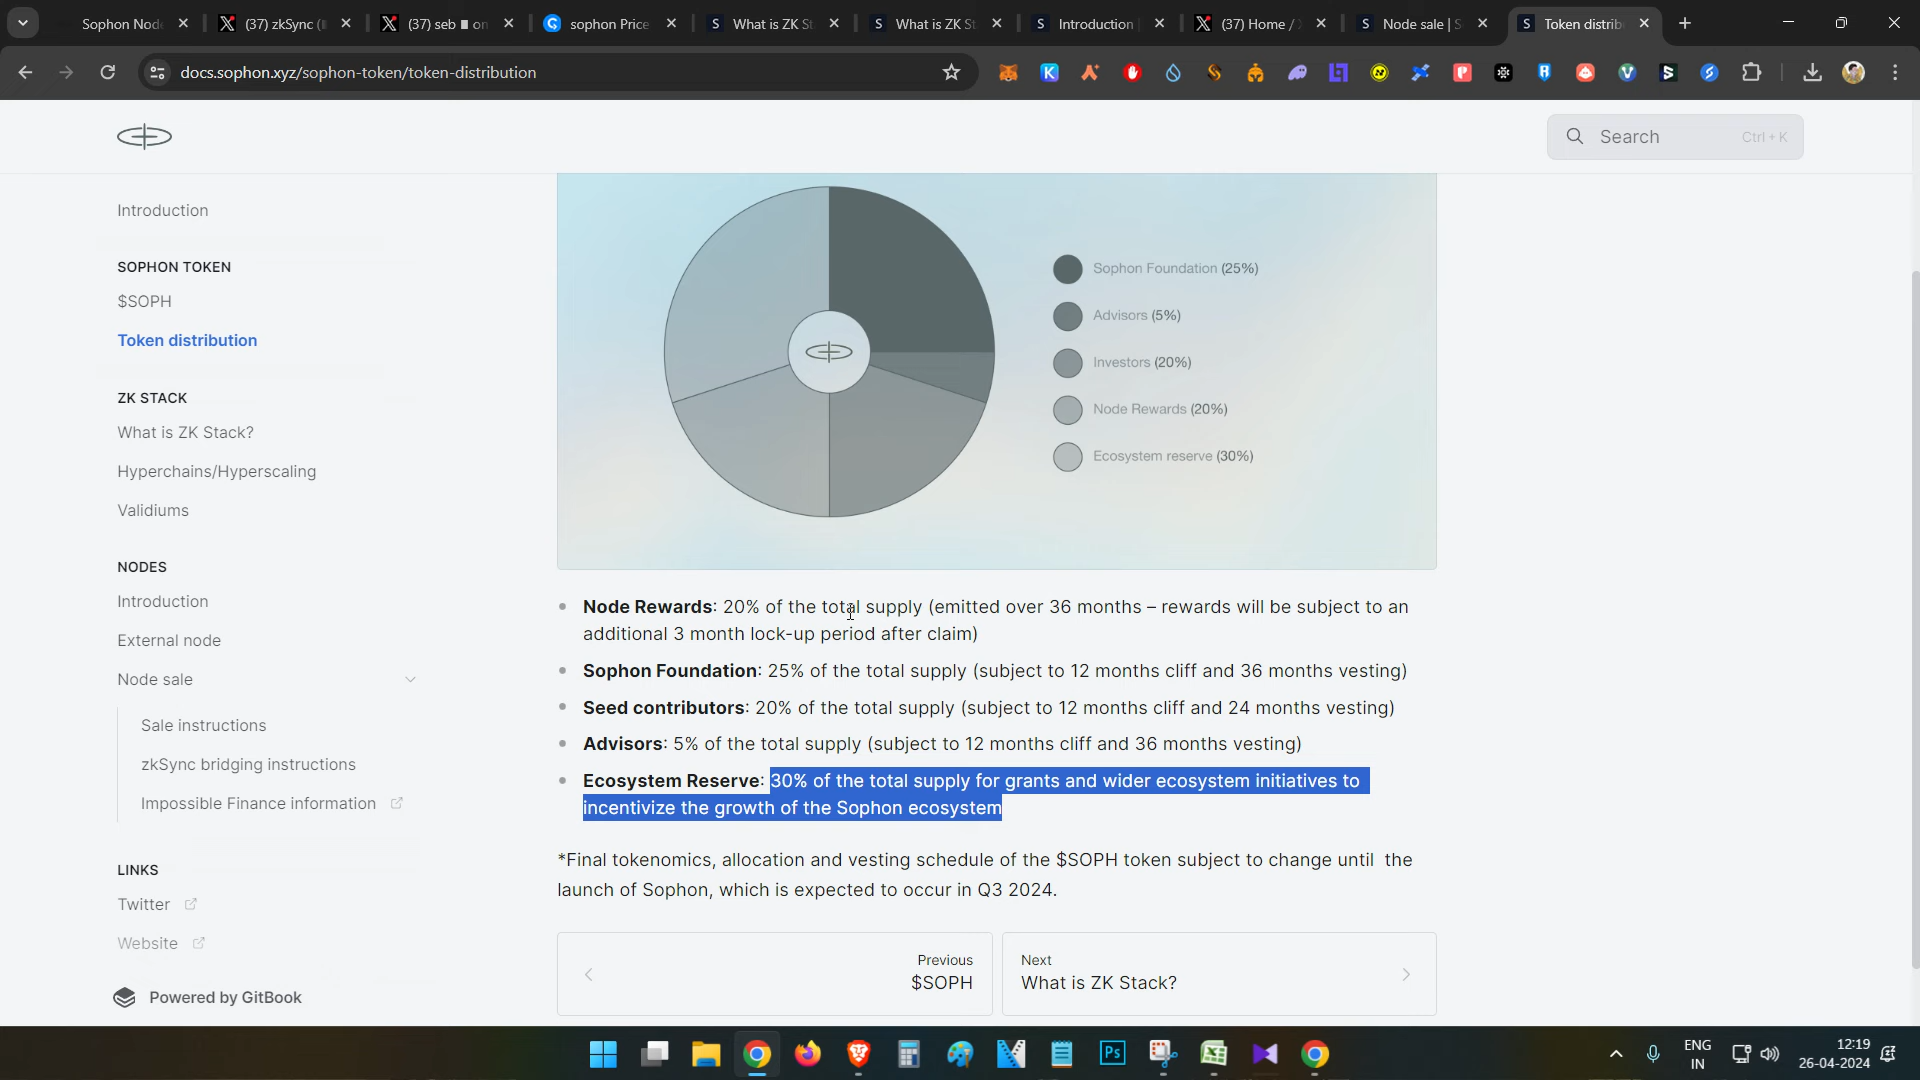 Sophon Nod
(37) zkSync (
(37) seb on
sophon Price
What is ZK St
What is ZK St
Introduction |
(37) Home /
Node sale | S
Token distrib
docs.sophon.xyz/sophon-token/token-distribution
Search Ctrl + K
Introduction
SOPHON TOKEN
$SOPH
Token distribution
ZK STACK
What is ZK Stack?
Hyperchains/Hyperscaling
Validiums
NODES
Introduction
External node
Node sale
Sale instructions
zkSync bridging instructions
Impossible Finance information
LINKS
Twitter
Website
Powered by GitBook
Sophon Foundation (25%)
Advisors (5%)
Investors (20%)
Node Rewards (20%)
Ecosystem reserve (30%)
Node Rewards: 20% of the total supply (emitted over 36 months – rewards will be subject to an
additional 3 month lock-up period after claim)
Sophon Foundation: 25% of the total supply (subject to 12 months cliff and 36 months vesting)
Seed contributors: 20% of the total supply (subject to 12 months cliff and 24 months vesting)
Advisors: 5% of the total supply (subject to 12 months cliff and 36 months vesting)
Ecosystem Reserve: 30% of the total supply for grants and wider ecosystem initiatives to
incentivize the growth of the Sophon ecosystem
*Final tokenomics, allocation and vesting schedule of the $SOPH token subject to change until the
launch of Sophon, which is expected to occur in Q3 2024.
Previous
$SOPH
Next
What is ZK Stack?
Ps
ENG
IN
12:19
26-04-2024